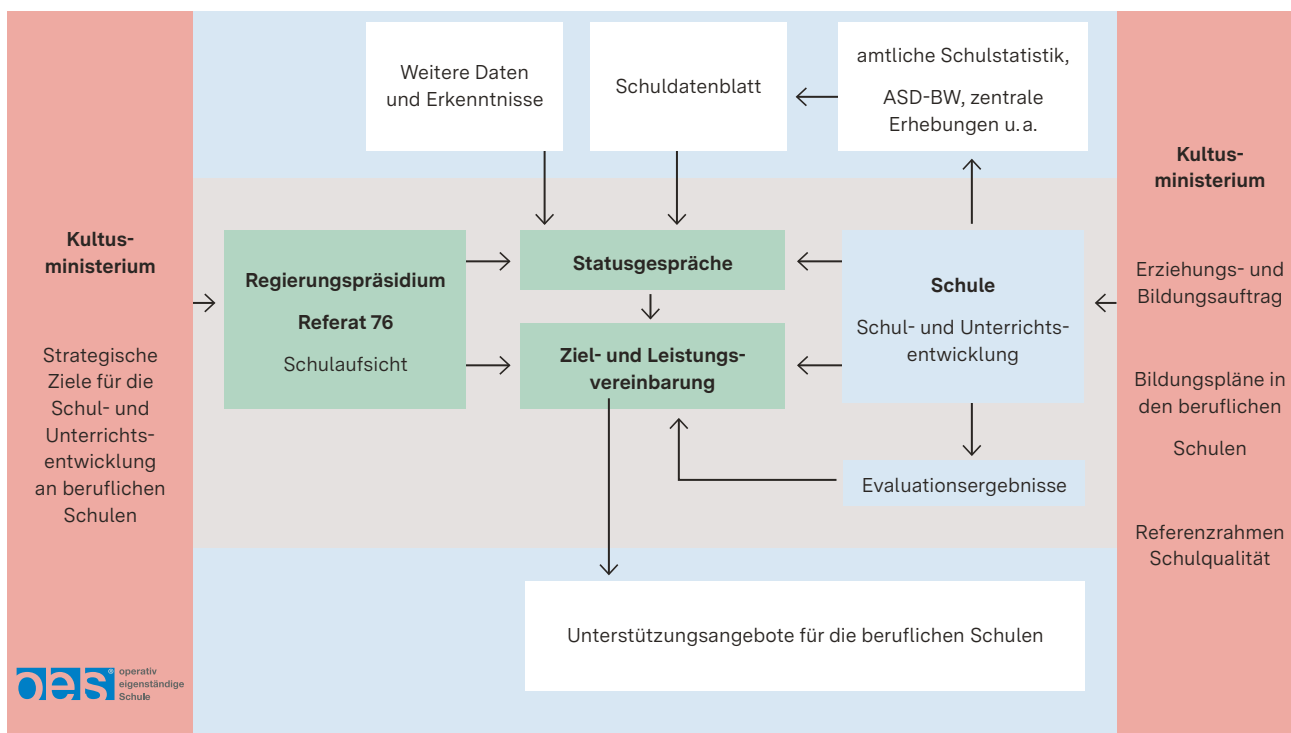 Kultus-
ministerium
Strategische
Ziele für die
Schul- und
Unterrichts-
entwicklung
an beruflichen
Schulen
oes®
operativ
eigenständige
Schule
Weitere Daten
und Erkenntnisse
Schuldatenblatt
amtliche Schulstatistik,
ASD-BW, zentrale
Erhebungen u. a.
Regierungspräsidium
Referat 76
Schulaufsicht
Statusgespräche
Ziel- und Leistungs-
vereinbarung
Schule
Schul- und Unterrichts-
entwicklung
Evaluationsergebnisse
Unterstützungsangebote für die beruflichen Schulen
Kultus-
ministerium
Erziehungs- und
Bildungsauftrag
Bildungspläne in
den beruflichen
Schulen
Referenzrahmen
Schulqualität